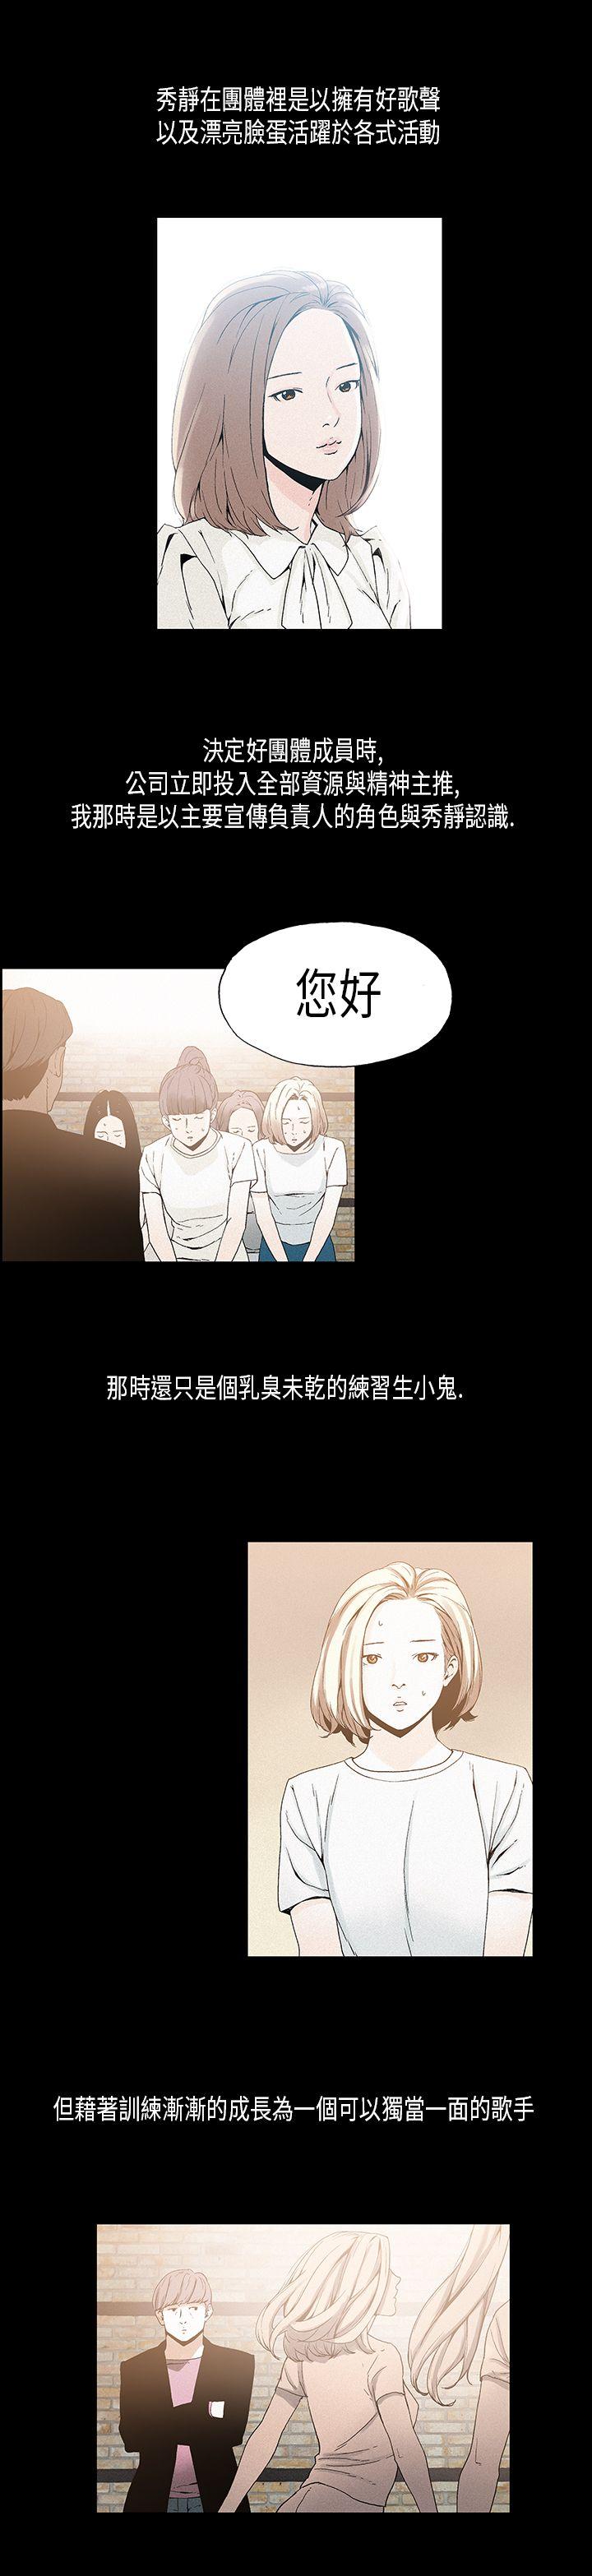 秀靜在團體裡是以擁有好歌聲
以及漂亮臉蛋活躍於各式活動
決定好團體成員時,
公司立即投入全部資源與精神主推,
我那時是以主要宣傳負責人的角色與秀靜認識.
您好
那時還只是個乳臭未乾的練習生小鬼.
但藉著訓練漸漸的成長為一個可以獨當一面的歌手